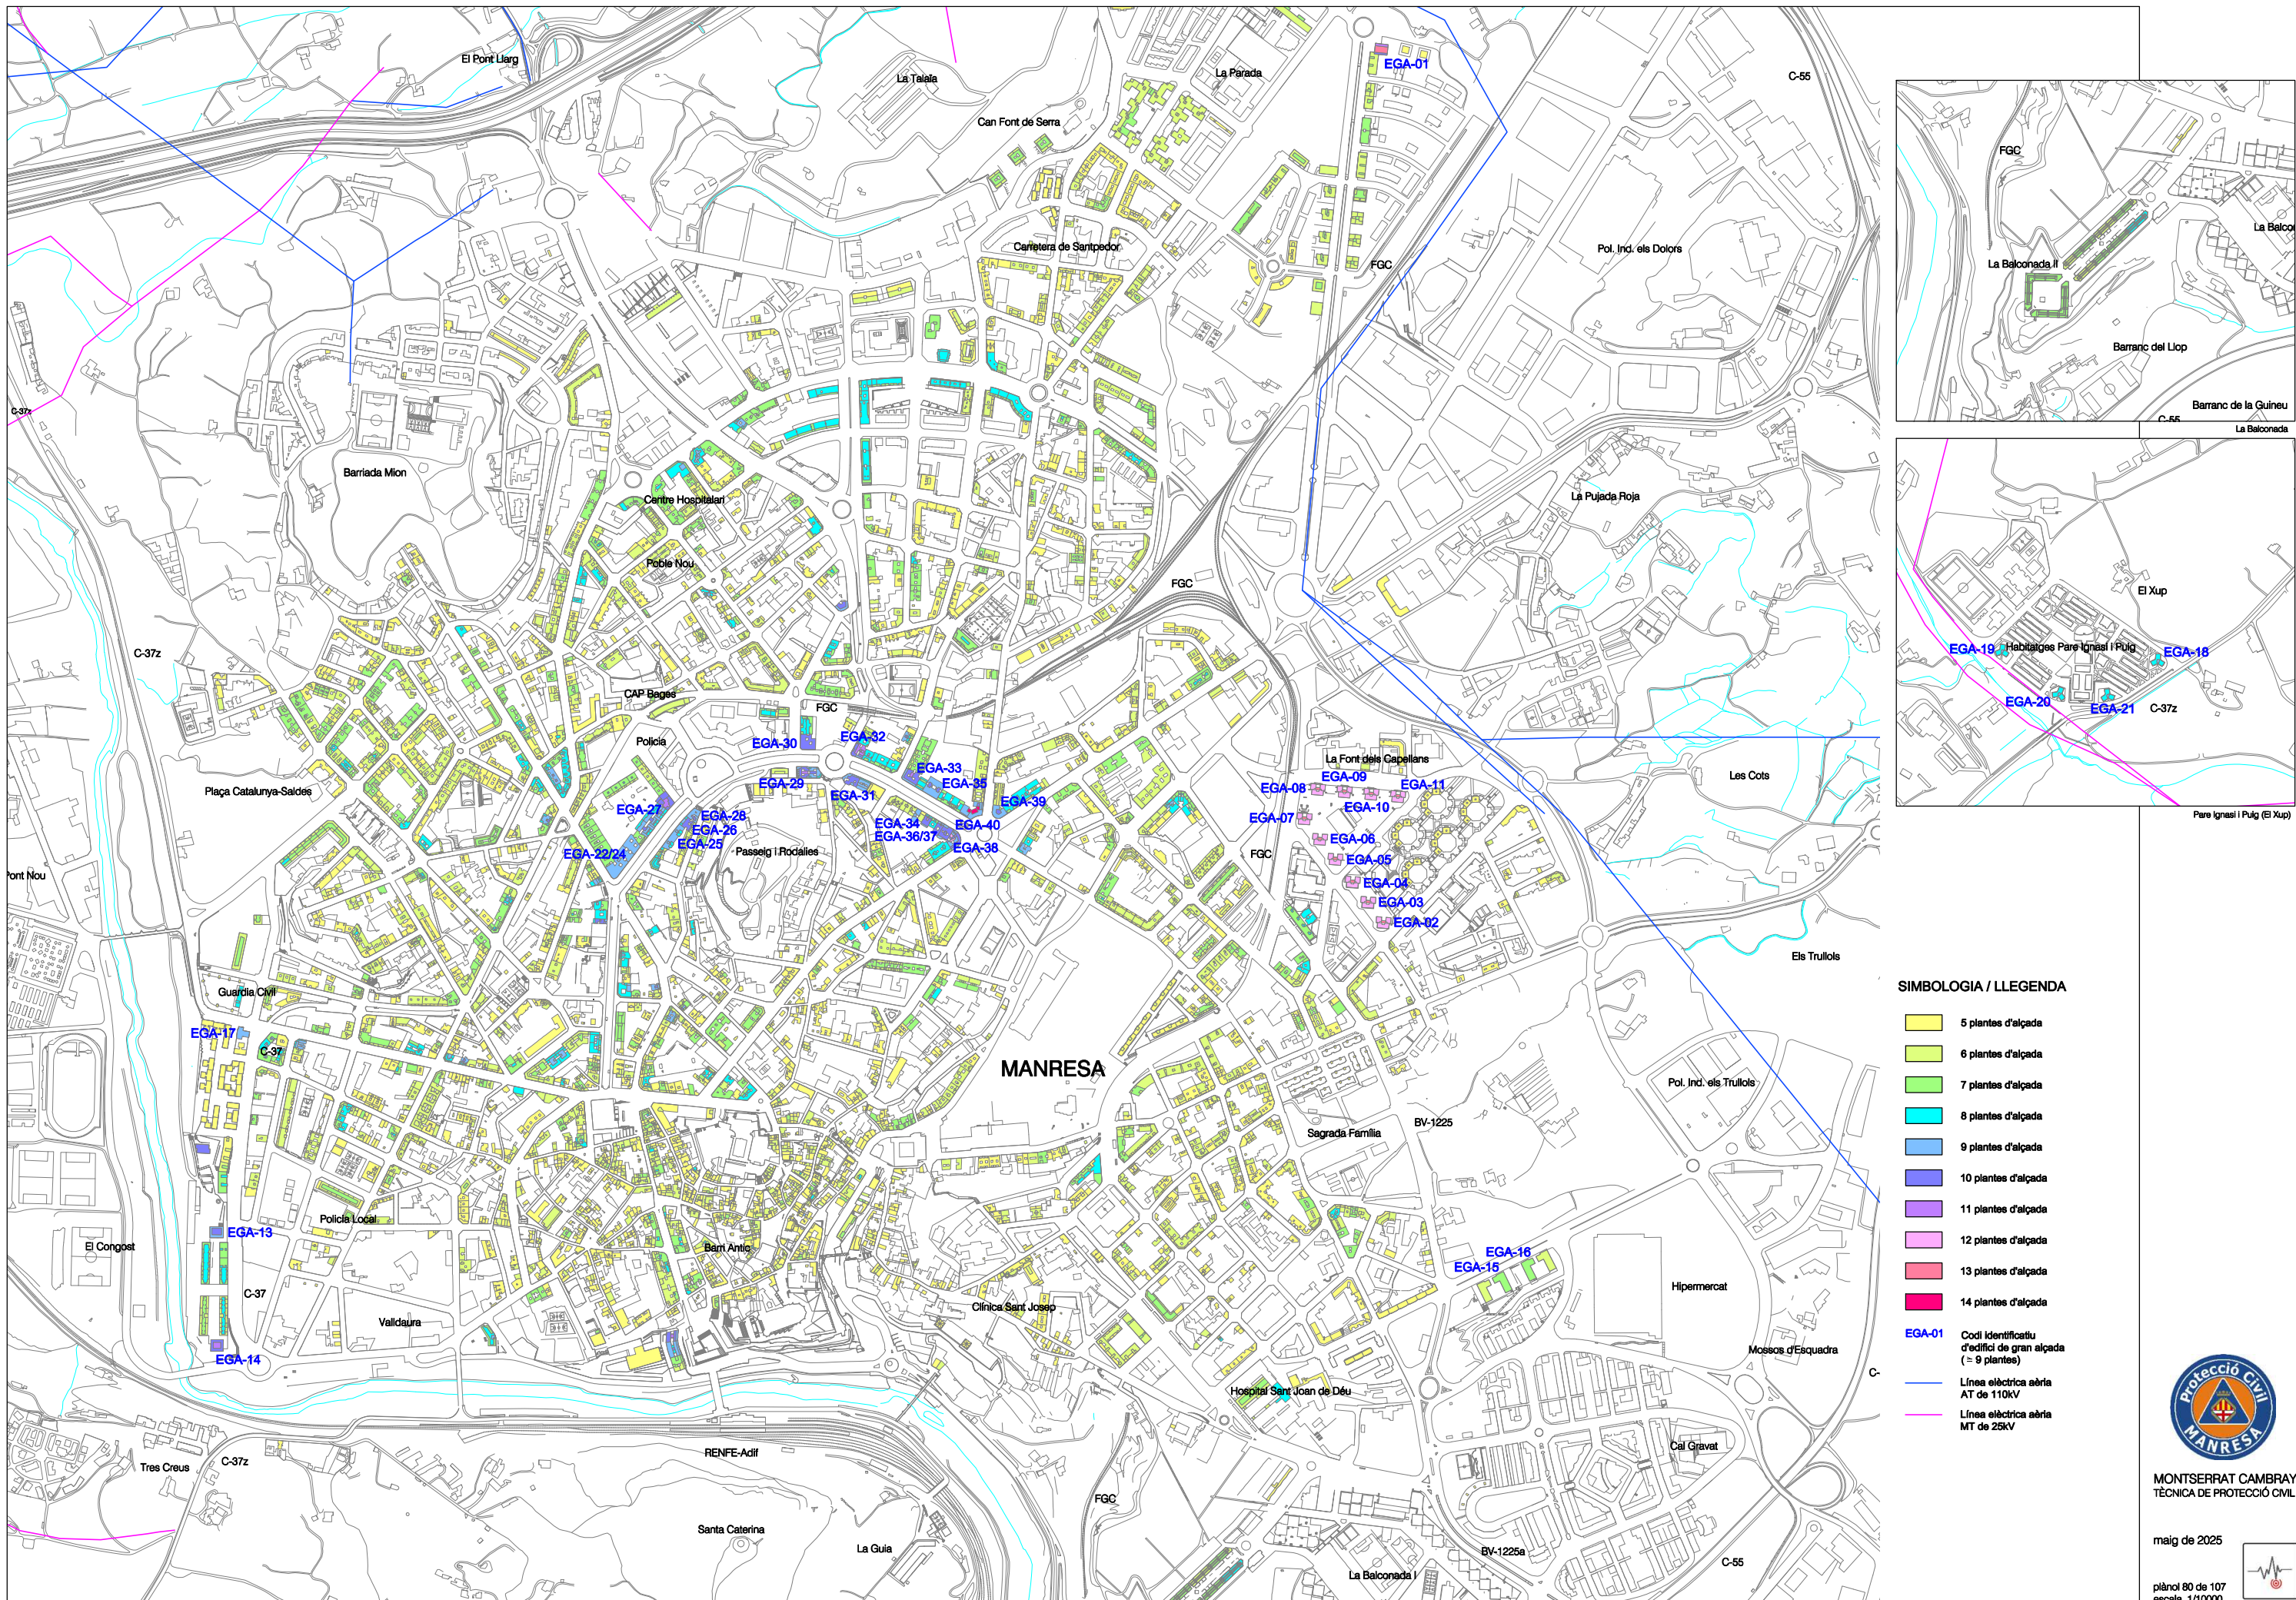 El Pont Llarg
La Talaïa
La Parada
EGA-01
C-55
Can Font de Serra
Carretera de Santpedor
FGC
Pol. Ind. els Dolors
C-37z
Barriada Mion
Centre Hospitalari
La Pujada Roja
Poble Nou
FGC
C-37z
CAP Bages
FGC
Policia
EGA-30
EGA-32
EGA-33
EGA-29
EGA-31
EGA-35
La Font dels Capellans
EGA-09
EGA-08
EGA-11
EGA-10
EGA-07
Les Cots
Plaça Catalunya-Saldes
EGA-27
EGA-28
EGA-26
EGA-25
EGA-22/24
EGA-39
EGA-40
EGA-34
EGA-36/37
EGA-38
Passeig i Rodalies
FGC
EGA-06
EGA-05
EGA-04
EGA-03
EGA-02
Pont Nou
Els Trullols
Guardia Civil
EGA-17
C-37
MANRESA
Pol. Ind. els Trullols
Sagrada Família
BV-1225
Policia Local
EGA-13
El Congost
Barri Antic
EGA-16
EGA-15
C-37
Hipermercat
Clínica Sant Josep
Valldaura
EGA-14
Mossos d'Esquadra
C-
Hospital Sant Joan de Déu
Cal Gravat
RENFE-Adif
Tres Creus
C-37z
FGC
Santa Caterina
La Guia
BV-1225a
C-55
La Balconada I
FGC
La Balco
La Balconada II
Barranc del Llop
Barranc de la Guineu
C-55
La Balconada
El Xup
EGA-19
Habitatges Pare Ignasi i Puig
EGA-18
EGA-20
EGA-21
C-37z
Pare Ignasi i Puig (El Xup)
SIMBOLOGIA / LLEGENDA
5 plantes d'alçada
6 plantes d'alçada
7 plantes d'alçada
8 plantes d'alçada
9 plantes d'alçada
10 plantes d'alçada
11 plantes d'alçada
12 plantes d'alçada
13 plantes d'alçada
14 plantes d'alçada
EGA-01 Codi identificatiu
d'edifici de gran alçada
( = 9 plantes)
Línea elèctrica aèria
AT de 110kV
Línea elèctrica aèria
MT de 25kV
Protecció Civil
MANRESA
MONTSERRAT CAMBRAY
TÈCNICA DE PROTECCIÓ CIVIL
maig de 2025
plànol 80 de 107
escala 1/10000